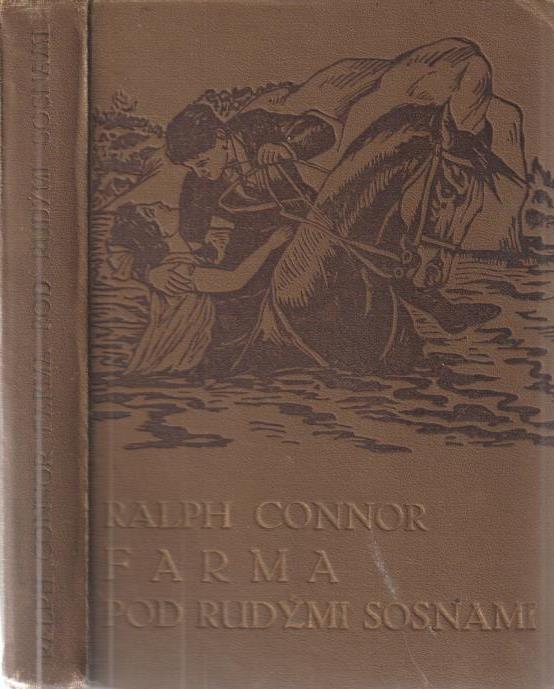 RALPH CONNOR FARMA POD RUDÝMI SOSNAMI
RALPH CONNOR
FARMA
POD RUDÝMI SOSNAMI